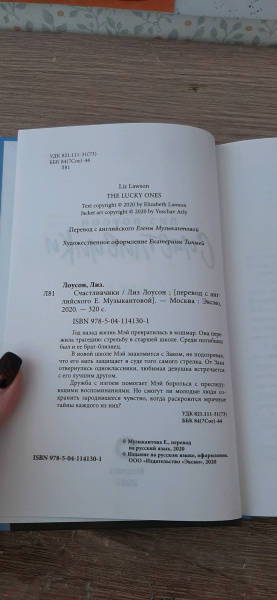 УДК 821.111-31(73)
ББК 84(7Сое)-44
Л81
Liz Lawson
THE LUCKY ONES
Text copyright © 2020 by Elizabeth Lawson
Jacket art copyright © 2020 by Yoschay Arly
Перевод с английского Елены Музыкантовой
Художественное оформление Екатерины Тинмей
Лоусон, Лиз.
Л81 Счастливчики / Лиз Лоусон ; [перевод с анг-
лийского Е. Музыкантовой]. — Москва : Эксмо,
2020. — 320 с.
ISBN 978-5-04-114130-1
Год назад жизнь Мэй превратилась в кошмар. Она пере-
жила трагедию: стрельбу в старшей школе. Среди погибших
был и ее брат-близнец.
В новой школе Мэй знакомится с Заком, не подозревая,
что его мать защищает в суде того самого стрелка. От Зака
отвернулись одноклассники, любимая девушка встречается
с его лучшим другом.
Дружба с изгоем помогает Мэй бороться с преследу-
ющими воспоминаниями. Но смогут ли молодые люди со-
хранить зародившееся чувство, когда раскроются мрачные
тайны каждого из них?
УДК 821.111-31(73)
ББК 84(7Сое)-44
© Музыкантова Е., перевод
на русский язык, 2020
© Издание на русском языке, оформление.
ООО «Издательство «Эксмо», 2020
ISBN 978-5-04-114130-1